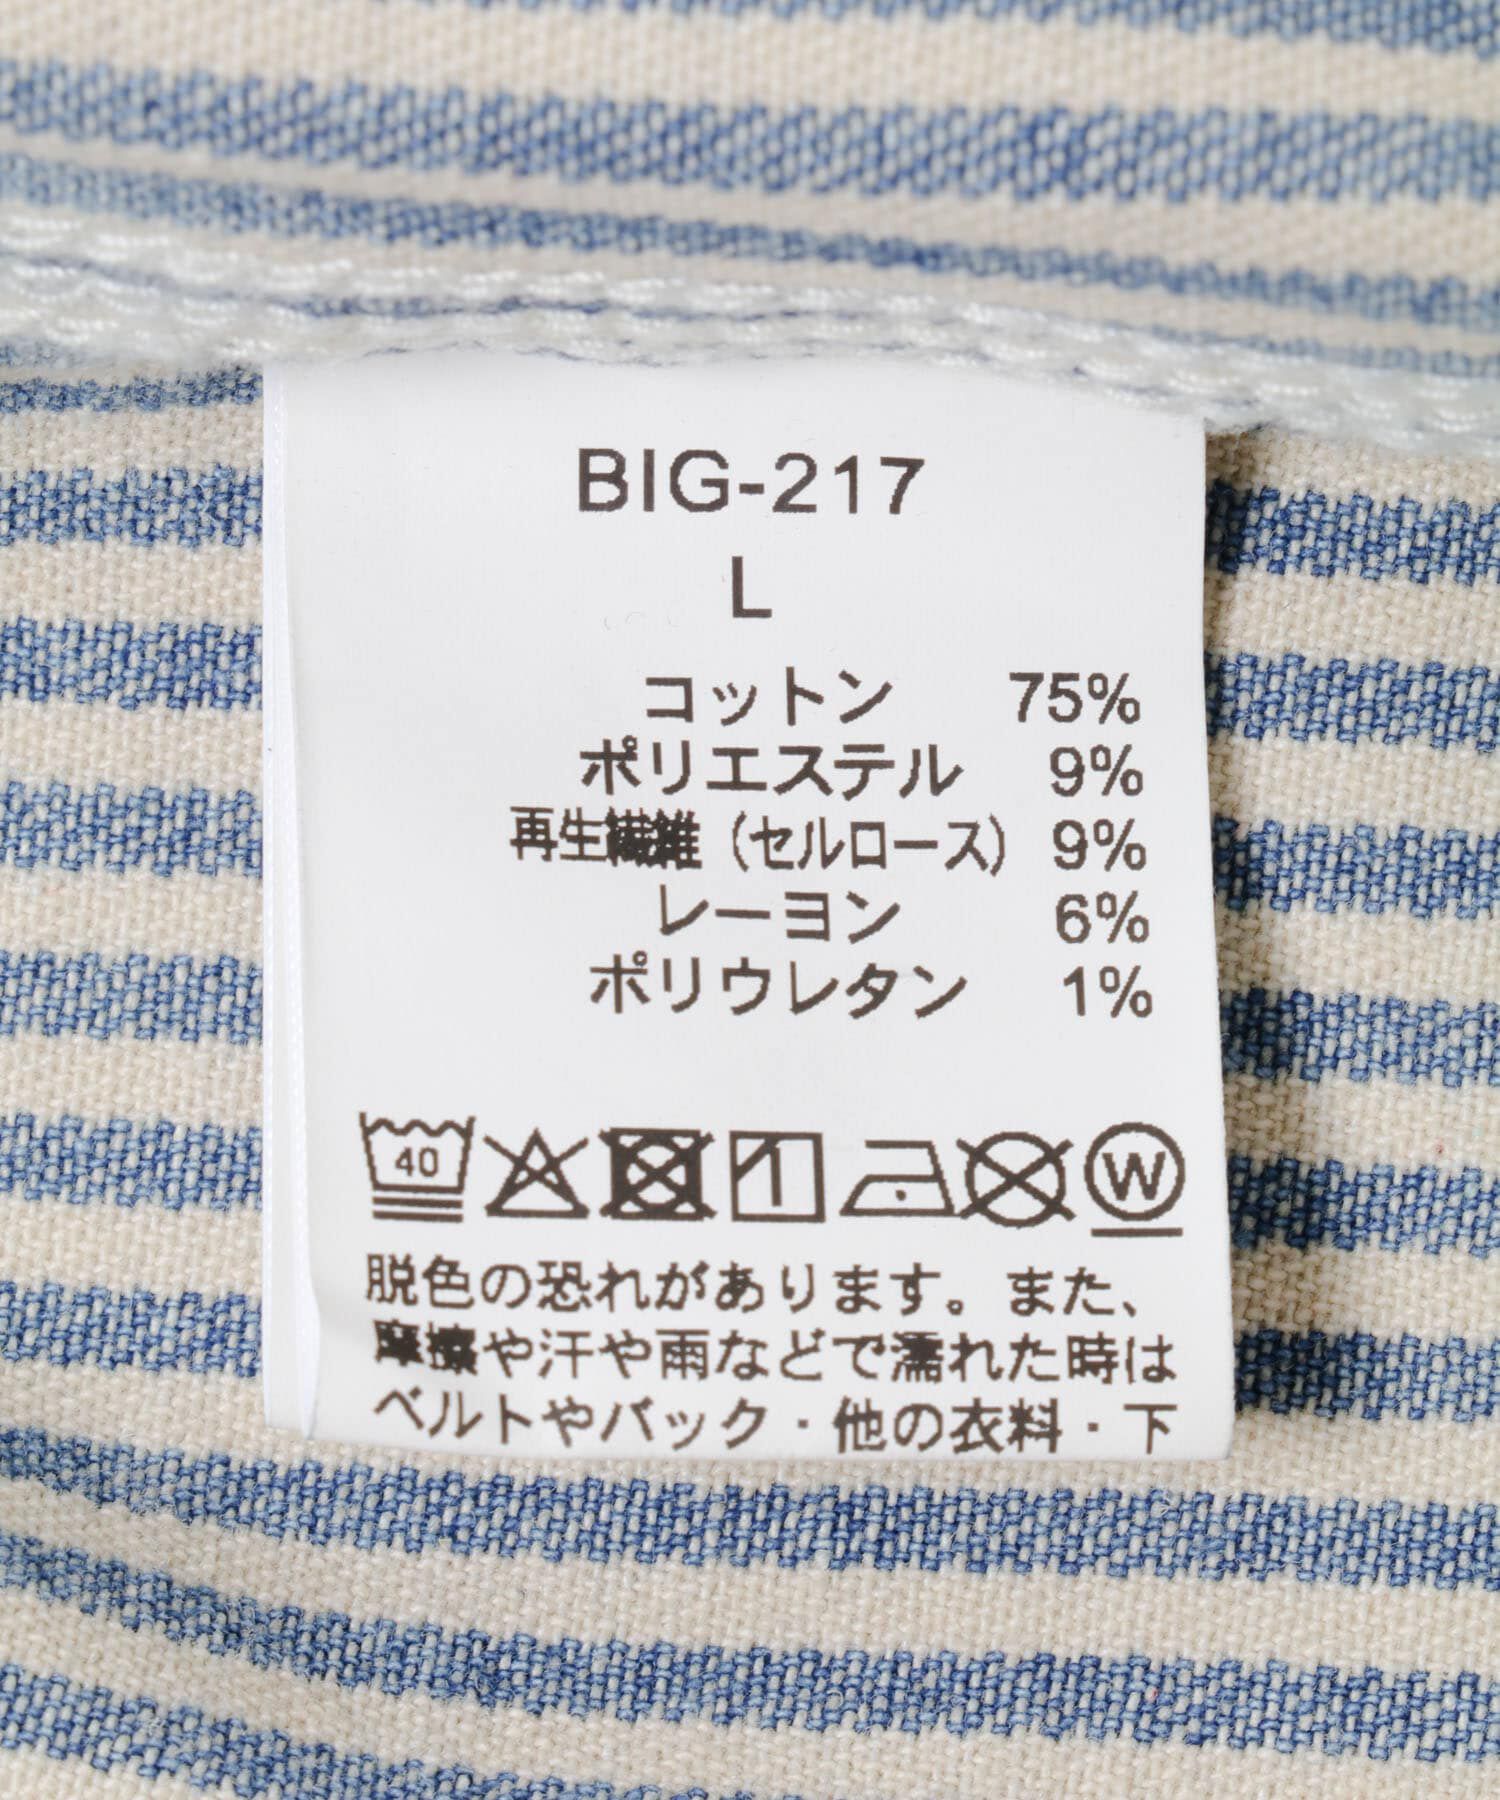 BIG-217
L
コットン 75%
ポリエステル 9%
再生繊維（セルロース） 9%
レーヨン 6%
ポリウレタン 1%
40
W
脱色の恐れがあります。また、
摩擦や汗や雨などで濡れた時は
ベルトやバック・他の衣料・下